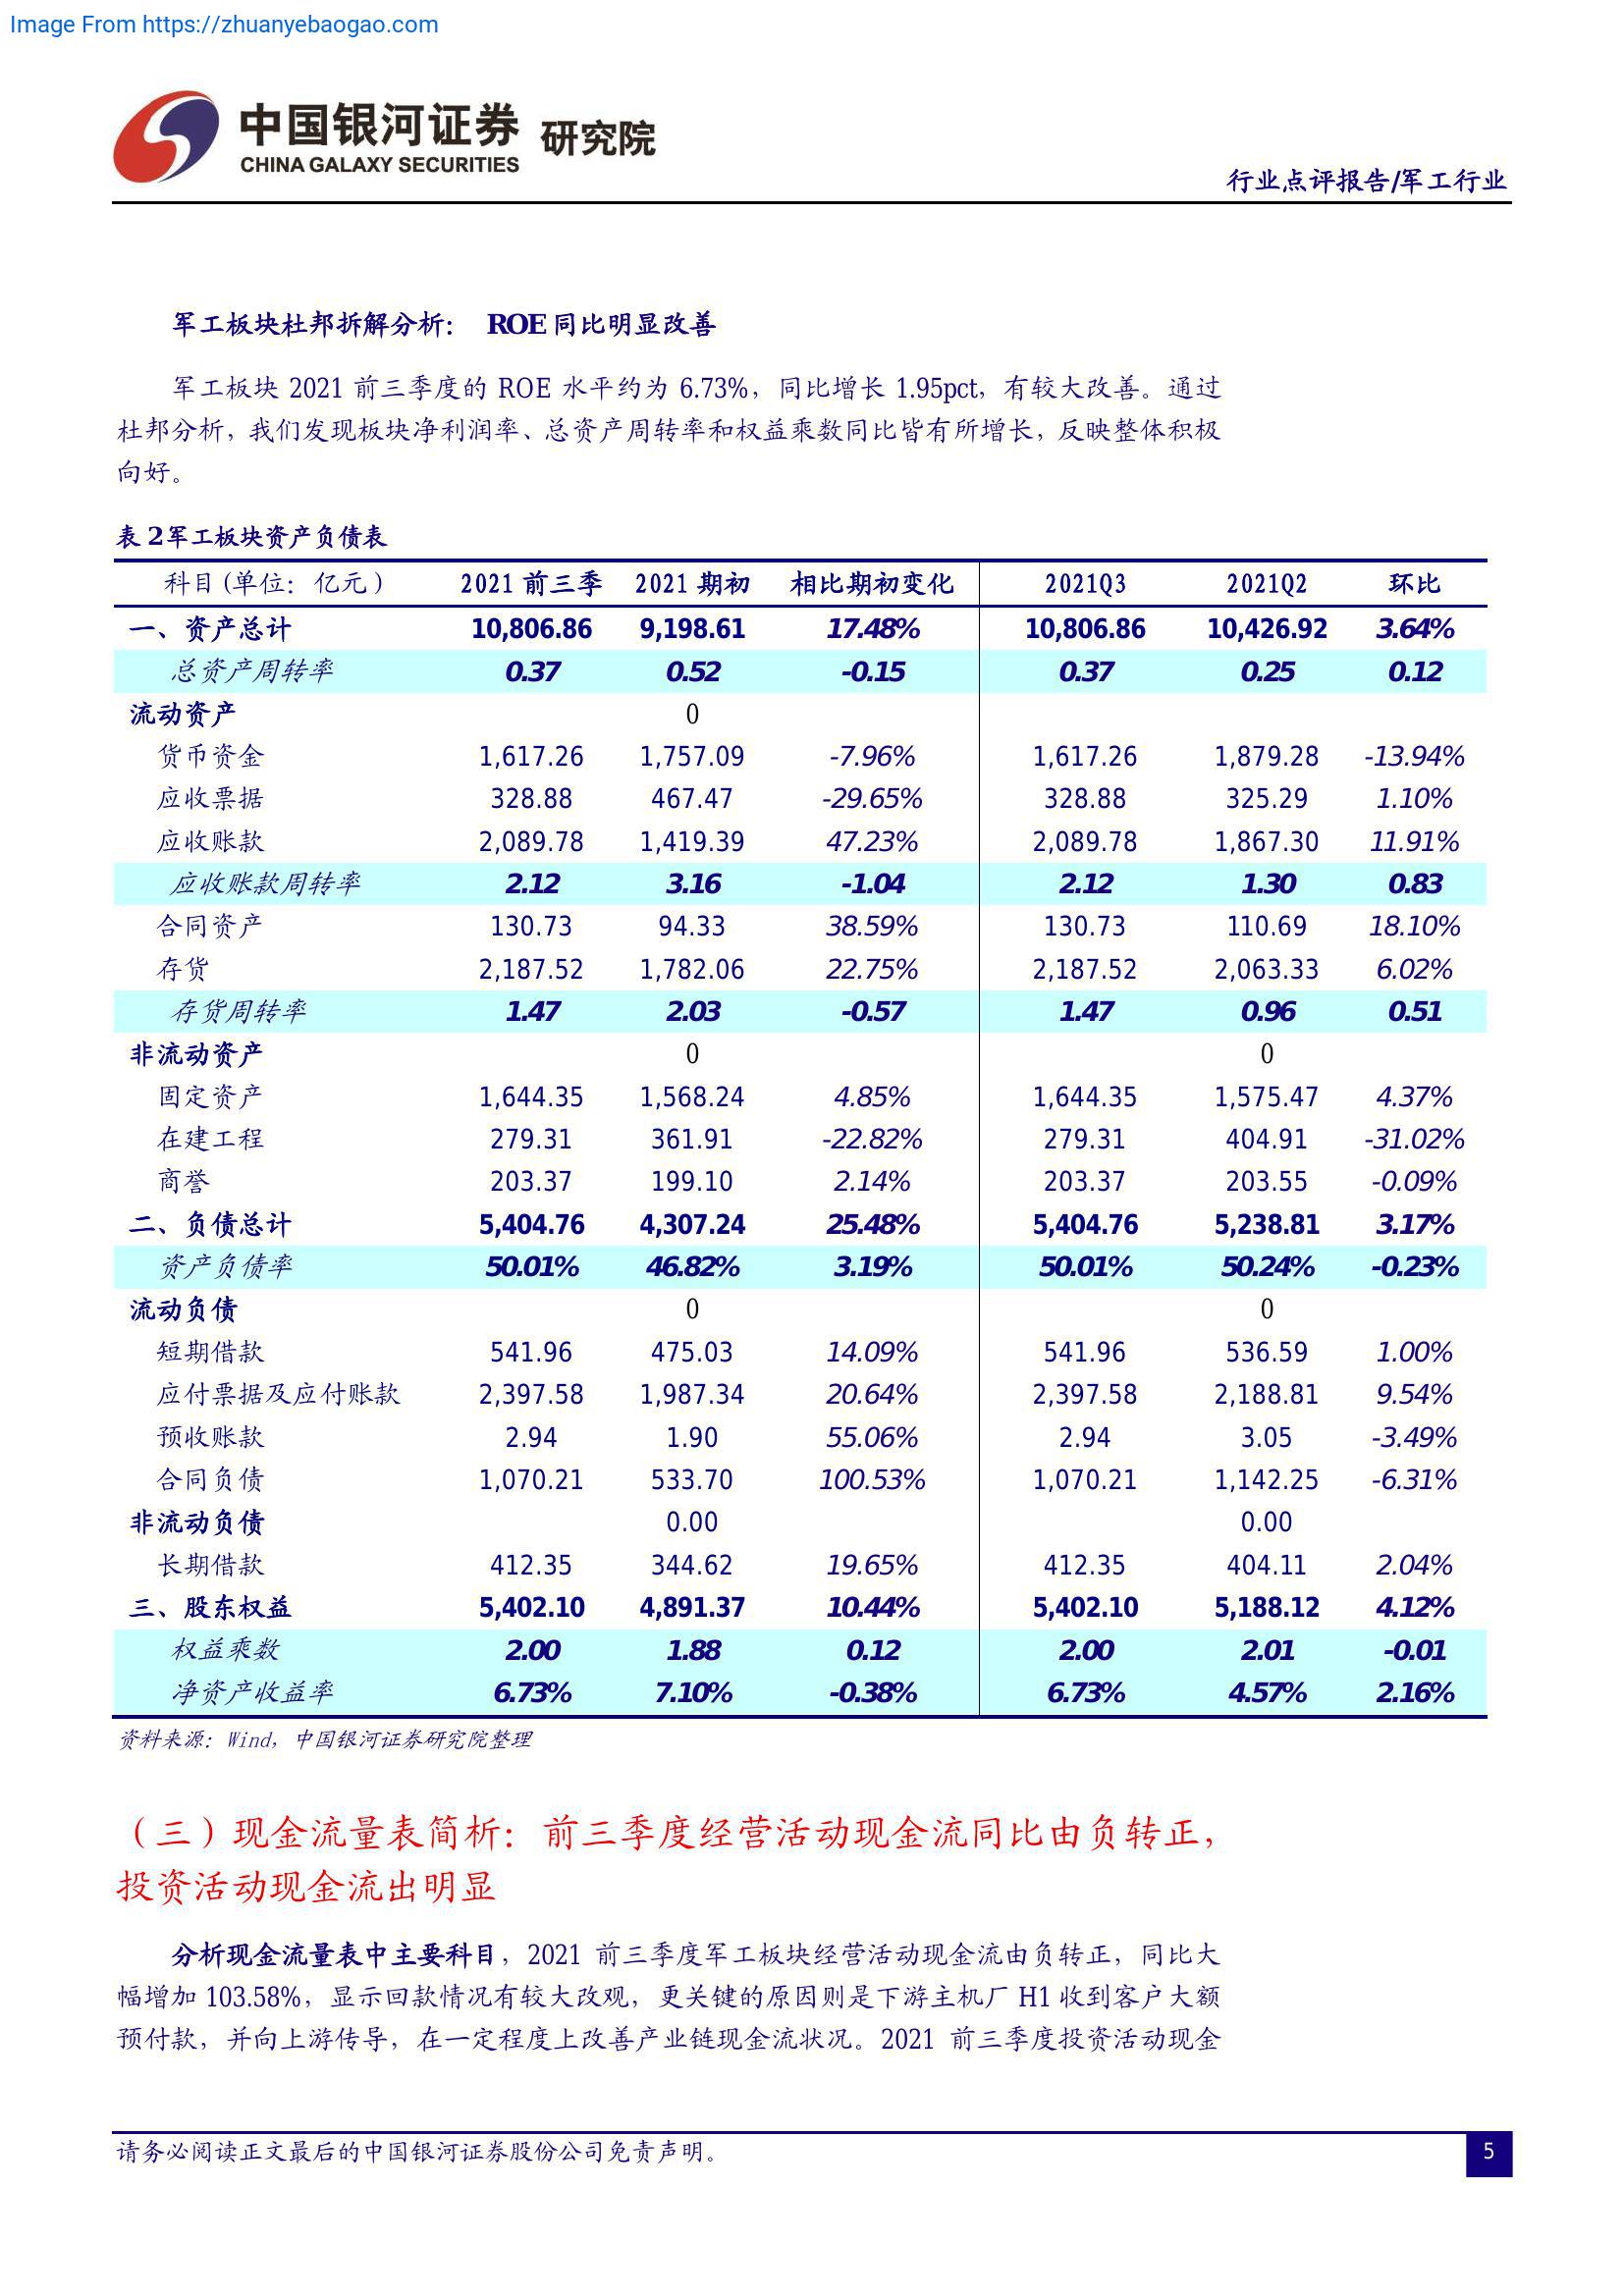 Image From https://zhuanyebaogao.com
中国银河证券 研究院
CHINA GALAXY SECURITIES
行业点评报告/军工行业
军工板块杜邦拆解分析： ROE 同比明显改善
军工板块 2021 前三季度的 ROE 水平约为 6.73%，同比增长 1.95pct，有较大改善。通过
杜邦分析，我们发现板块净利润率、总资产周转率和权益乘数同比皆有所增长，反映整体积极
向好。
表 2军工板块资产负债表
科目(单位：亿元) 2021 前三季 2021 期初 相比期初变化 2021Q3 2021Q2 环比
一、资产总计 10,806.86 9,198.61 17.48% 10,806.86 10,426.92 3.64%
总资产周转率 0.37 0.52 -0.15 0.37 0.25 0.12
流动资产 0
货币资金 1,617.26 1,757.09 -7.96% 1,617.26 1,879.28 -13.94%
应收票据 328.88 467.47 -29.65% 328.88 325.29 1.10%
应收账款 2,089.78 1,419.39 47.23% 2,089.78 1,867.30 11.91%
应收账款周转率 2.12 3.16 -1.04 2.12 1.30 0.83
合同资产 130.73 94.33 38.59% 130.73 110.69 18.10%
存货 2,187.52 1,782.06 22.75% 2,187.52 2,063.33 6.02%
存货周转率 1.47 2.03 -0.57 1.47 0.96 0.51
非流动资产 0 0
固定资产 1,644.35 1,568.24 4.85% 1,644.35 1,575.47 4.37%
在建工程 279.31 361.91 -22.82% 279.31 404.91 -31.02%
商誉 203.37 199.10 2.14% 203.37 203.55 -0.09%
二、负债总计 5,404.76 4,307.24 25.48% 5,404.76 5,238.81 3.17%
资产负债率 50.01% 46.82% 3.19% 50.01% 50.24% -0.23%
流动负债 0 0
短期借款 541.96 475.03 14.09% 541.96 536.59 1.00%
应付票据及应付账款 2,397.58 1,987.34 20.64% 2,397.58 2,188.81 9.54%
预收账款 2.94 1.90 55.06% 2.94 3.05 -3.49%
合同负债 1,070.21 533.70 100.53% 1,070.21 1,142.25 -6.31%
非流动负债 0.00 0.00
长期借款 412.35 344.62 19.65% 412.35 404.11 2.04%
三、股东权益 5,402.10 4,891.37 10.44% 5,402.10 5,188.12 4.12%
权益乘数 2.00 1.88 0.12 2.00 2.01 -0.01
净资产收益率 6.73% 7.10% -0.38% 6.73% 4.57% 2.16%
资料来源：Wind，中国银河证券研究院整理
（三）现金流量表简析：前三季度经营活动现金流同比由负转正，
投资活动现金流出明显
分析现金流量表中主要科目，2021 前三季度军工板块经营活动现金流由负转正，同比大
幅增加 103.58%，显示回款情况有较大改观，更关键的原因则是下游主机厂 H1 收到客户大额
预付款，并向上游传导，在一定程度上改善产业链现金流状况。2021 前三季度投资活动现金
请务必阅读正文最后的中国银河证券股份公司免责声明。
5